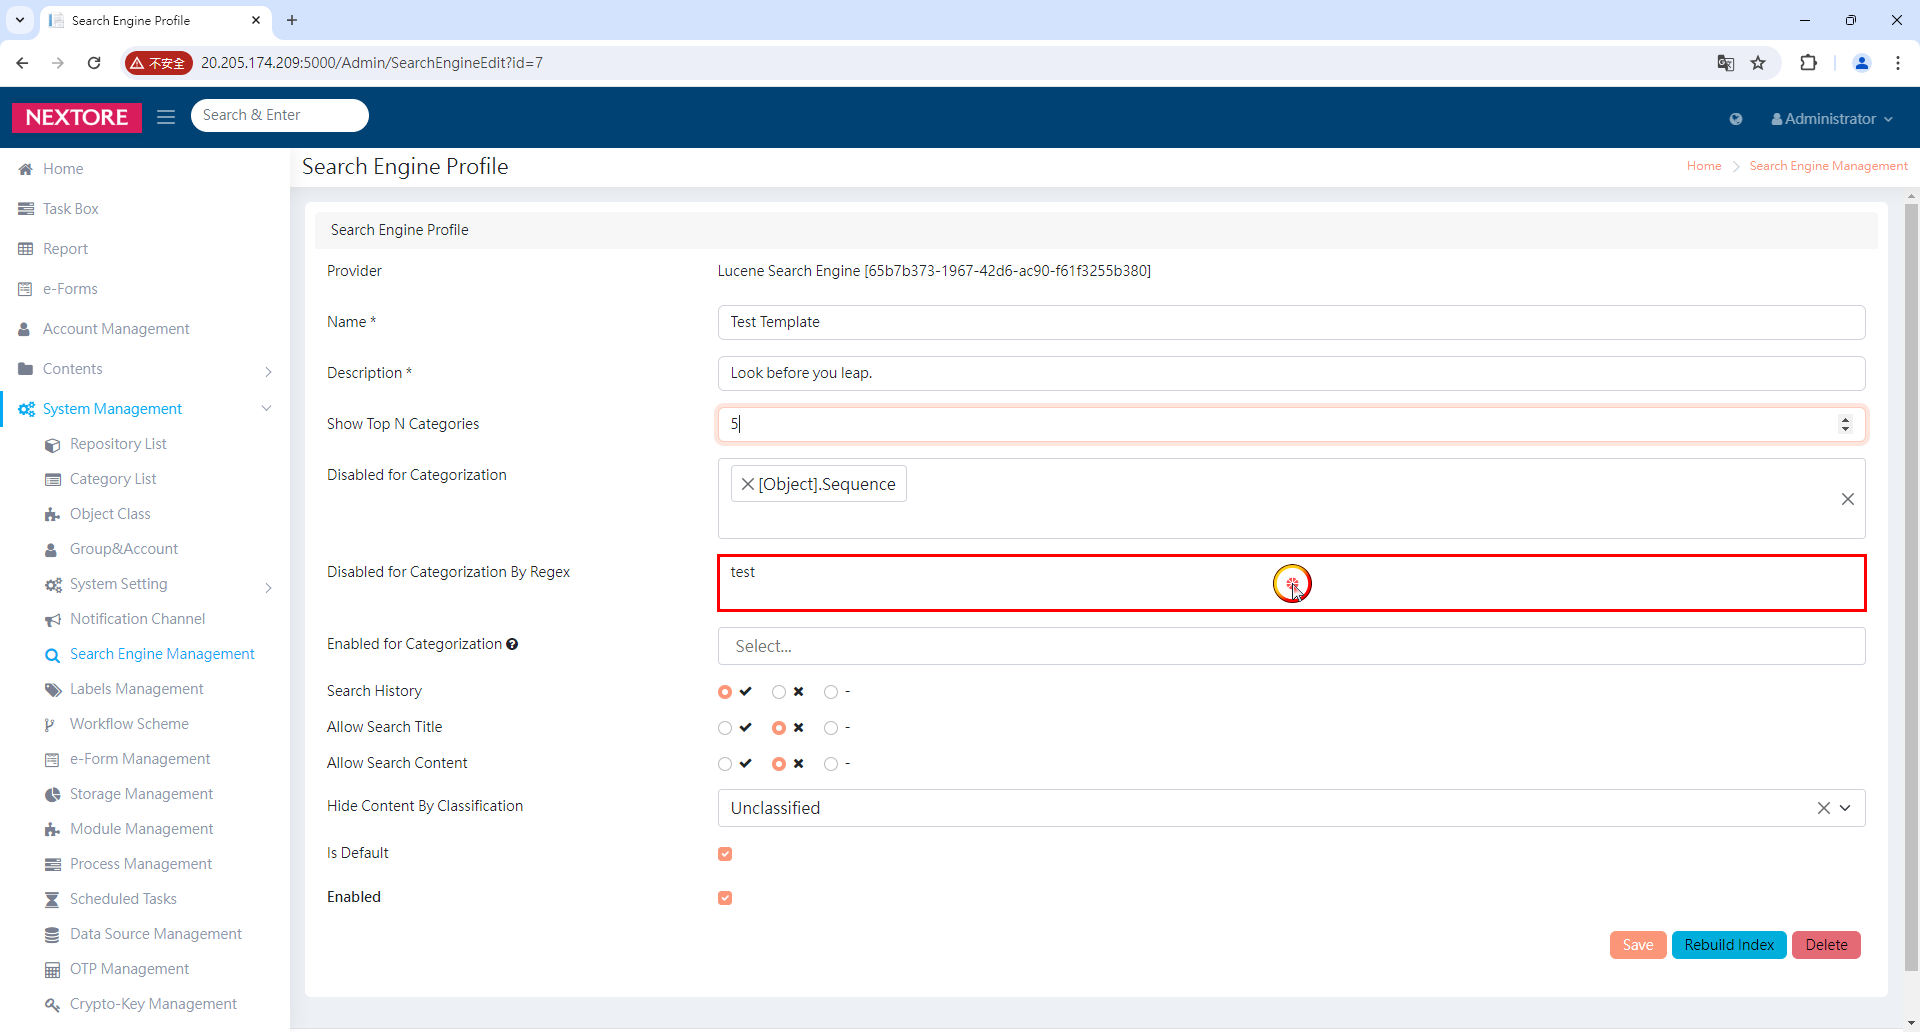 Search Engine Profile
不安全
20.205.174.209:5000/Admin/SearchEngineEdit?id=7
NEXTORE
Search & Enter
Administrator
Home
Task Box
Report
e-Forms
Account Management
Contents
System Management
Repository List
Category List
Object Class
Group&Account
System Setting
Notification Channel
Search Engine Management
Labels Management
Workflow Scheme
e-Form Management
Storage Management
Module Management
Process Management
Scheduled Tasks
Data Source Management
OTP Management
Crypto-Key Management
Search Engine Profile
Home > Search Engine Management
Search Engine Profile
Provider
Lucene Search Engine [65b7b373-1967-42d6-ac90-f61f3255b380]
Name *
Test Template
Description *
Look before you leap.
Show Top N Categories
5
Disabled for Categorization
[Object].Sequence
Disabled for Categorization By Regex
test
Enabled for Categorization
Select...
Search History
-
Allow Search Title
-
Allow Search Content
-
Hide Content By Classification
Unclassified
Is Default
Enabled
Save
Rebuild Index
Delete